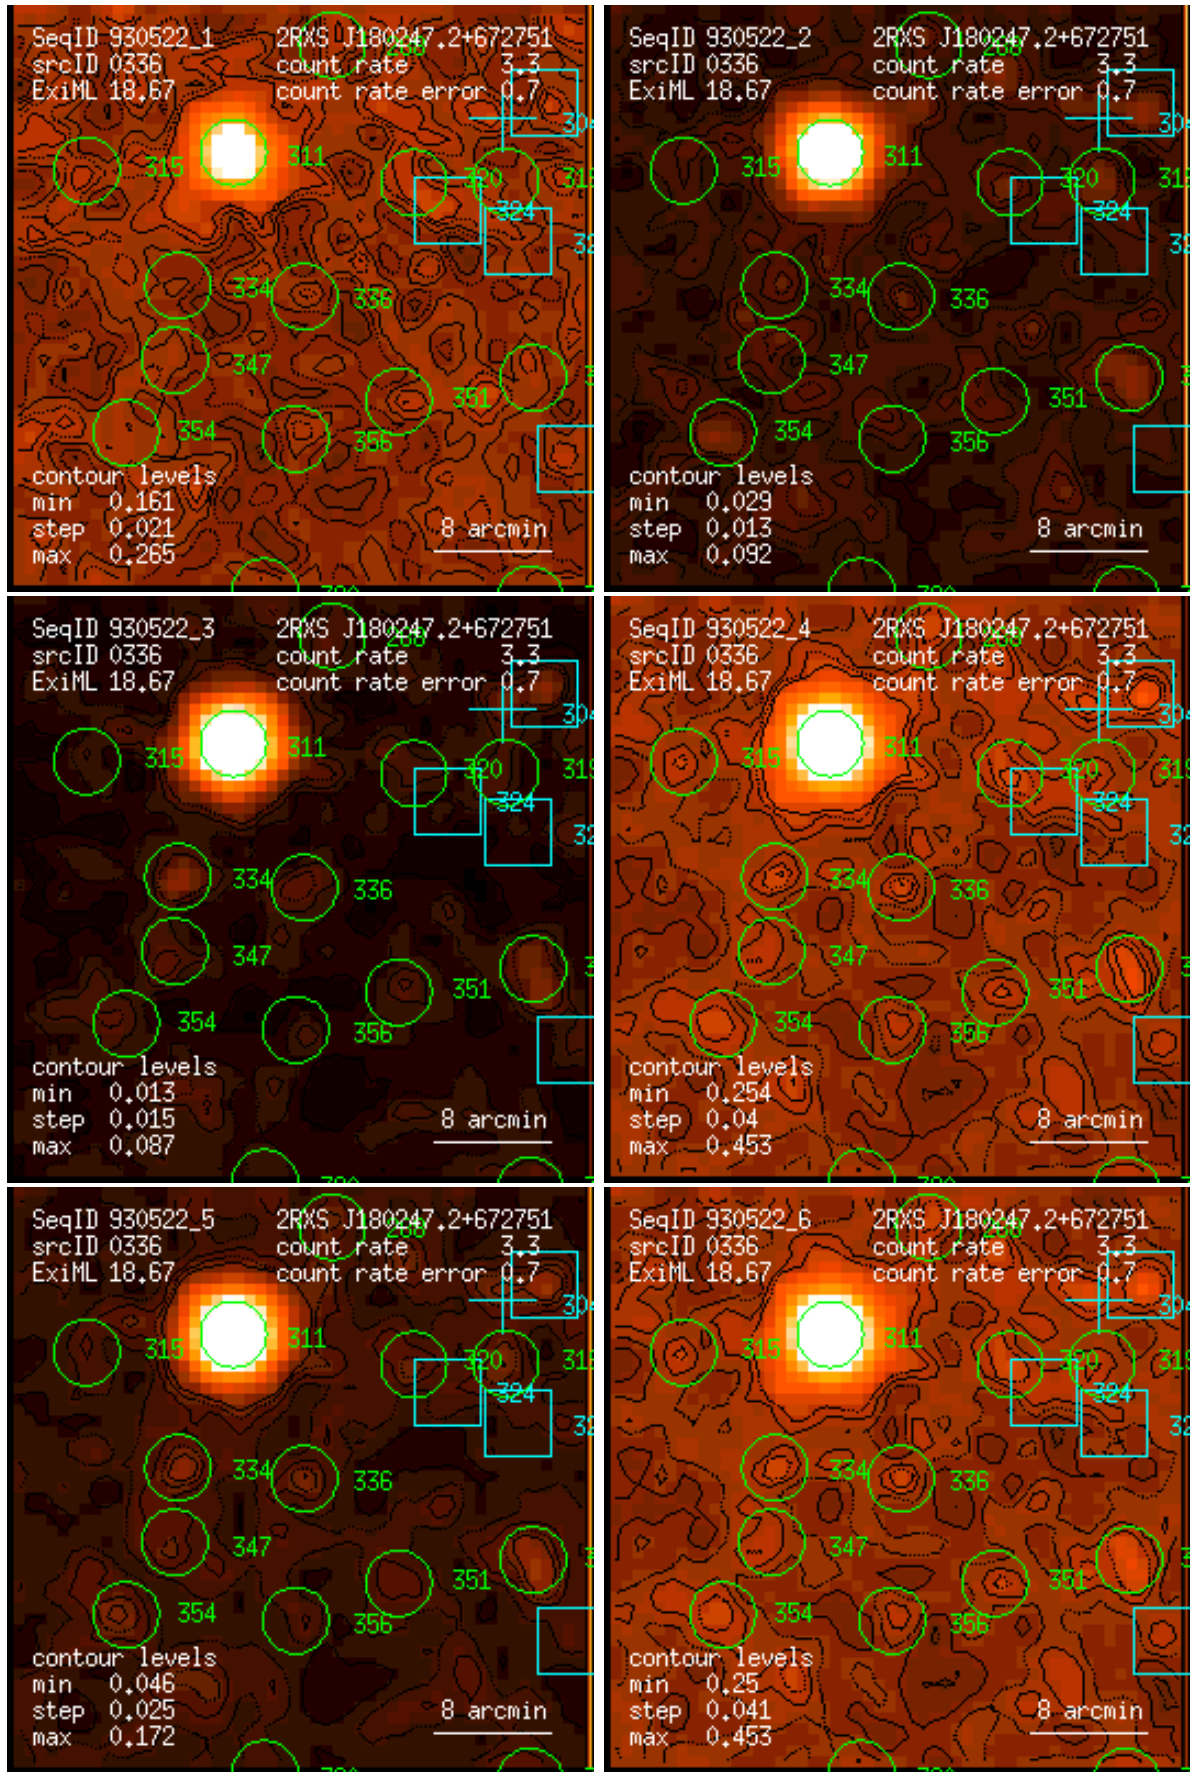 SeqID 930522_1 2RXS J180247.2+672751
srcID 0336 count rate 3.3
ExiML 18.67 count rate error 0.7
304
315 311 320 319
324
334 336
347
351
354 356
contour levels
min 0.161
step 0.021
max 0.265
8 arcmin
SeqID 930522_2 2RXS J180247.2+672751
srcID 0336 count rate 3.3
ExiML 18.67 count rate error 0.7
304
315 311 320
324
334 336
347
351
354 356
contour levels
min 0.029
step 0.013
max 0.092
8 arcmin
SeqID 930522_3 2RXS J180247.2+672751
srcID 0336 count rate 3.3
ExiML 18.67 count rate error 0.7
304
315 311 320 319
324
334 336
347
351
354 356
contour levels
min 0.013
step 0.015
max 0.087
8 arcmin
SeqID 930522_4 2RXS J180247.2+672751
srcID 0336 count rate 3.3
ExiML 18.67 count rate error 0.7
304
315 311 320
324
334 336
347
351
354 356
contour levels
min 0.254
step 0.04
max 0.453
8 arcmin
SeqID 930522_5 2RXS J180247.2+672751
srcID 0336 count rate 3.3
ExiML 18.67 count rate error 0.7
304
315 311 320 319
324
334 336
347
351
354 356
contour levels
min 0.046
step 0.025
max 0.172
8 arcmin
SeqID 930522_6 2RXS J180247.2+672751
srcID 0336 count rate 3.3
ExiML 18.67 count rate error 0.7
304
315 311 320
324
334 336
347
351
354 356
contour levels
min 0.25
step 0.041
max 0.453
8 arcmin